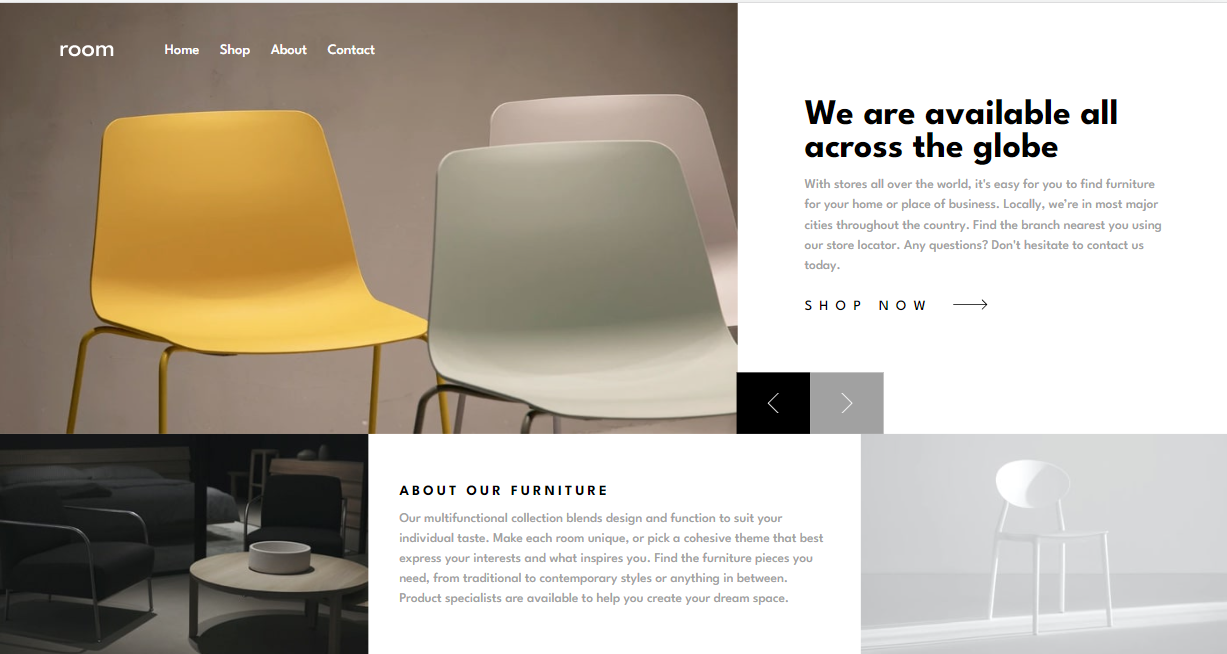 room
Home Shop About Contact
We are available all
across the globe
With stores all over the world, it's easy for you to find furniture
for your home or place of business. Locally, we're in most major
cities throughout the country. Find the branch nearest you using
our store locator. Any questions? Don't hesitate to contact us
today.
SHOP NOW
ABOUT OUR FURNITURE
Our multifunctional collection blends design and function to suit your
individual taste. Make each room unique, or pick a cohesive theme that best
express your interests and what inspires you. Find the furniture pieces you
need, from traditional to contemporary styles or anything in between.
Product specialists are available to help you create your dream space.